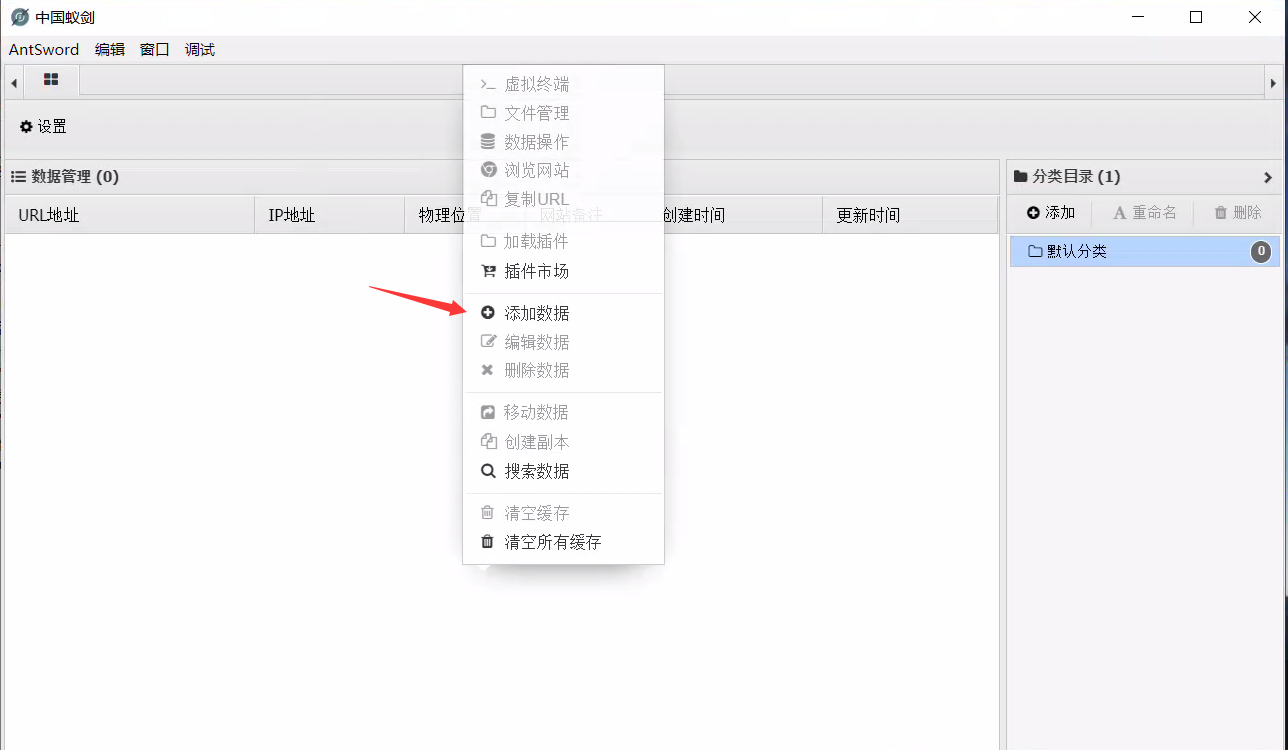 中国蚁剑
AntSword 编辑 窗口 调试
设置
数据管理 (0)
URL地址 IP地址 物理位置 网站备注 创建时间 更新时间
虚拟终端
文件管理
数据操作
浏览网站
复制URL
加载插件
插件市场
添加数据
编辑数据
删除数据
移动数据
创建副本
搜索数据
清空缓存
清空所有缓存
分类目录 (1)
添加 A 重命名 删除
默认分类 0